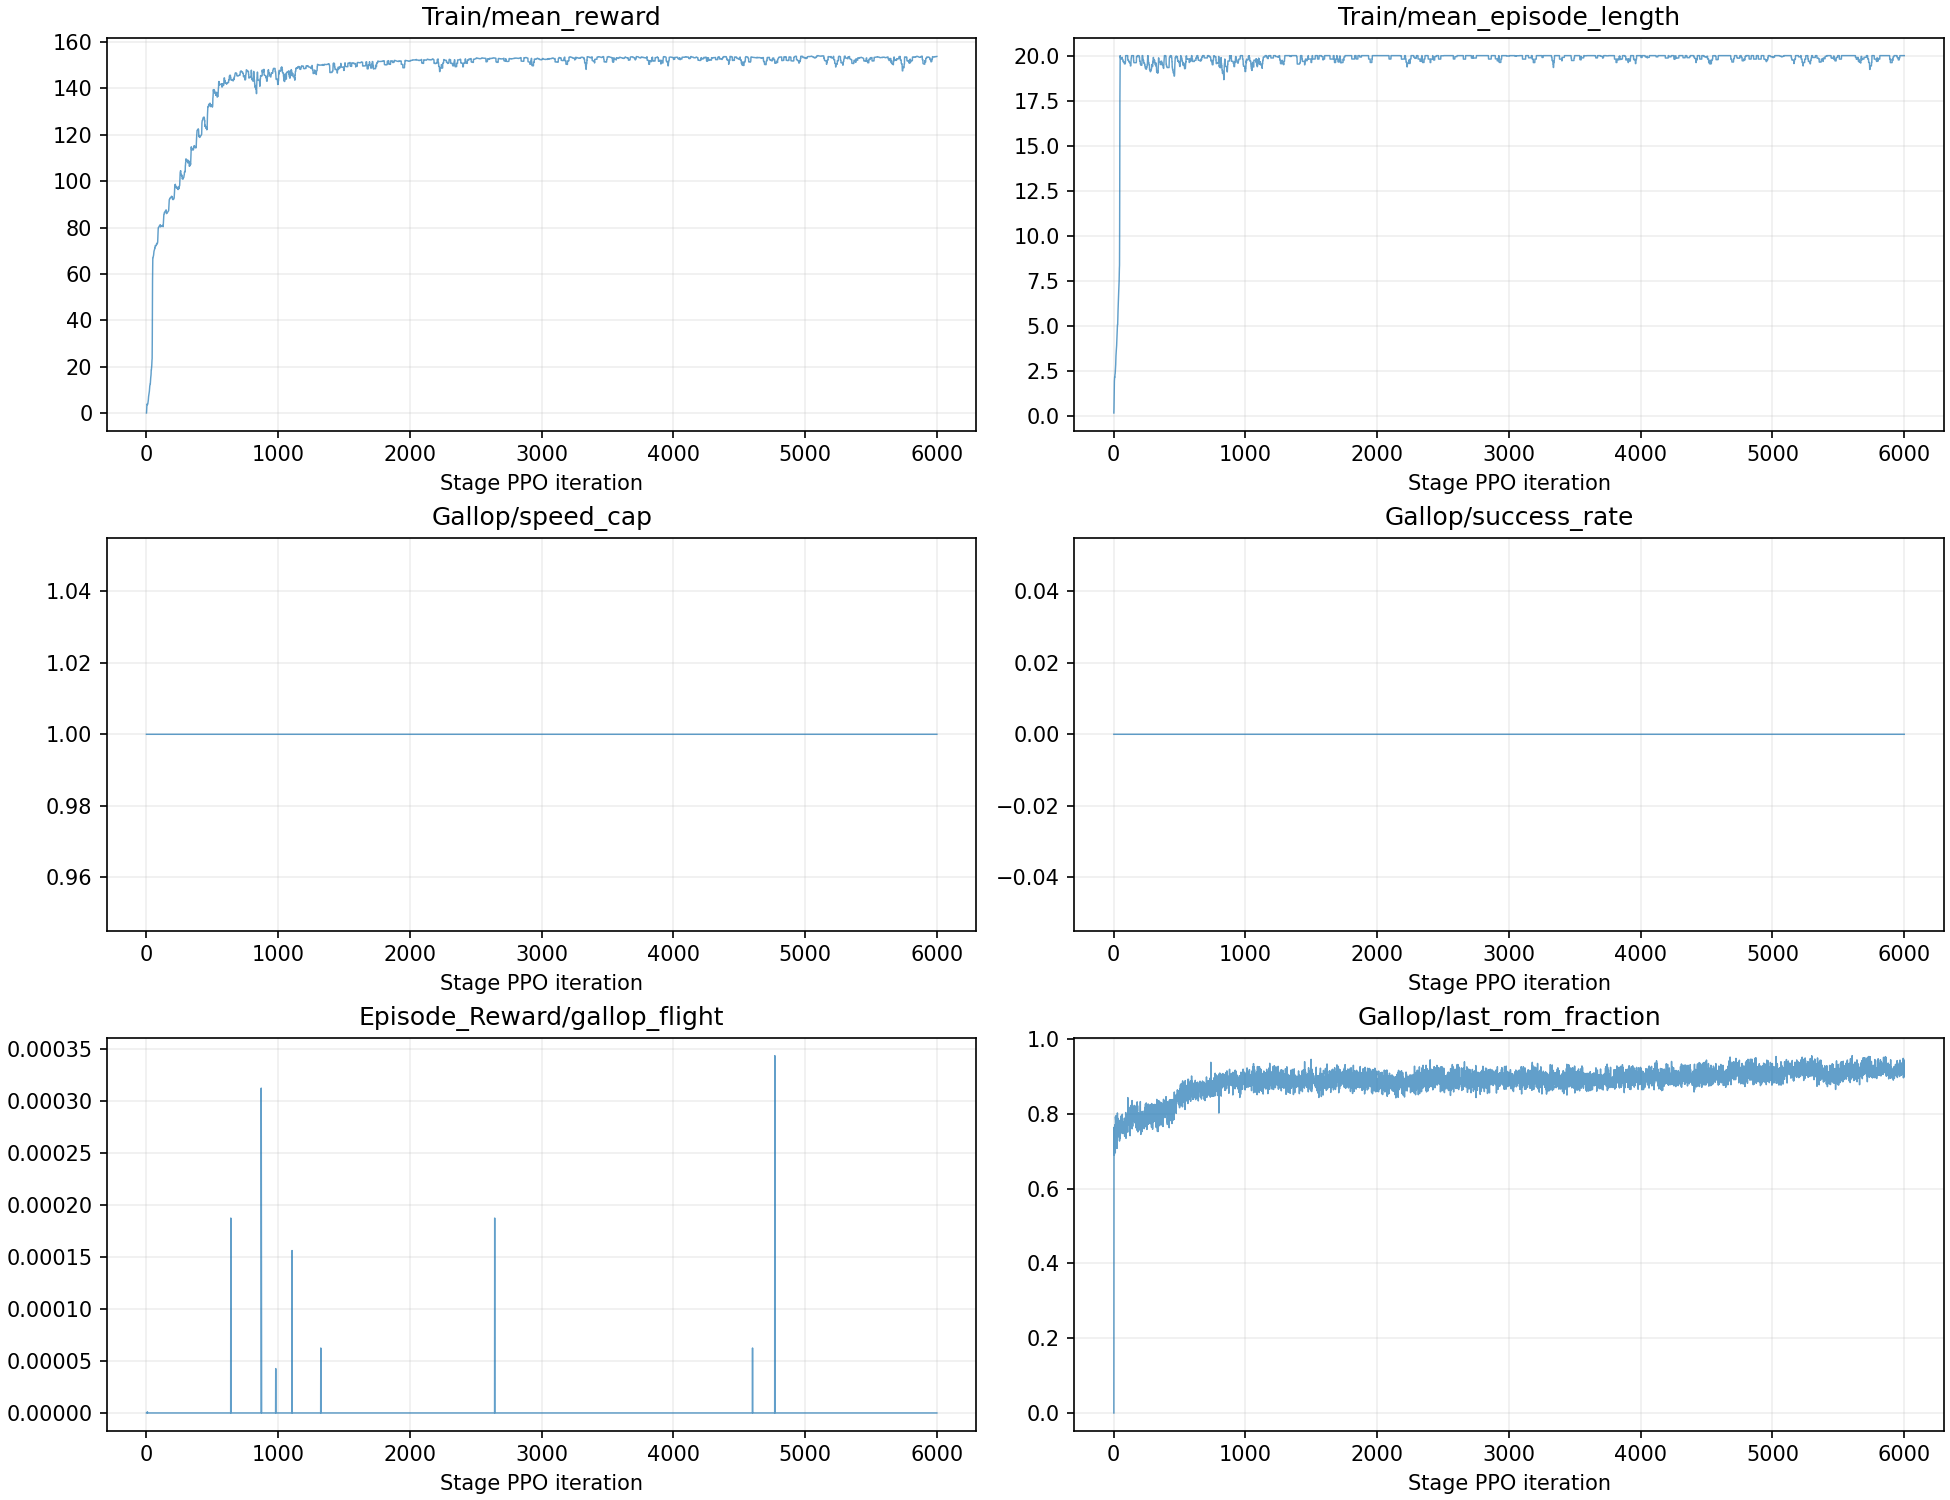 Train/mean_reward
160
140
120
100
80
60
40
20
0
0 1000 2000 3000 4000 5000 6000
Stage PPO iteration
Train/mean_episode_length
20.0
17.5
15.0
12.5
10.0
7.5
5.0
2.5
0.0
0 1000 2000 3000 4000 5000 6000
Stage PPO iteration
Gallop/speed_cap
1.04
1.02
1.00
0.98
0.96
0 1000 2000 3000 4000 5000 6000
Stage PPO iteration
Gallop/success_rate
0.04
0.02
0.00
−0.02
−0.04
0 1000 2000 3000 4000 5000 6000
Stage PPO iteration
Episode_Reward/gallop_flight
0.00035
0.00030
0.00025
0.00020
0.00015
0.00010
0.00005
0.00000
0 1000 2000 3000 4000 5000 6000
Stage PPO iteration
Gallop/last_rom_fraction
1.0
0.8
0.6
0.4
0.2
0.0
0 1000 2000 3000 4000 5000 6000
Stage PPO iteration